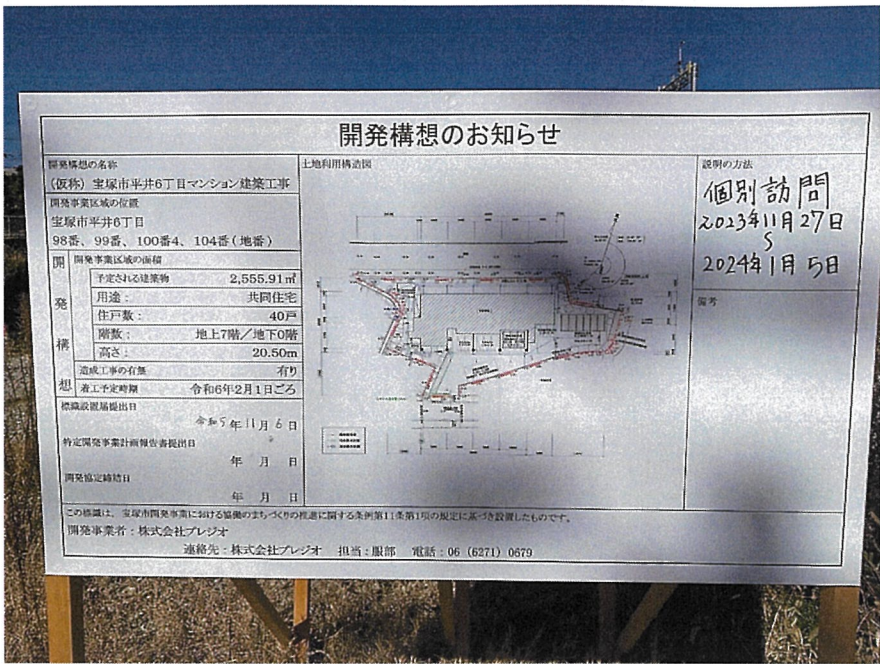 開発構想のお知らせ
開発構想の名称
(仮称) 宝塚市平井6丁目マンション建築工事
開発事業区域の位置
宝塚市平井6丁目
98番、99番、100番4、104番(地番)
開発構想
開発事業区域の面積
予定される建築物 2,555.91㎡
用途: 共同住宅
住戸数: 40戸
階数: 地上7階/地下0階
高さ: 20.50m
造成工事の有無 有り
着工予定時期 令和6年2月1日ごろ
標識設置届提出日
令和5年11月6日
特定開発事業計画報告書提出日
年 月 日
開発協定締結日
年 月 日
土地利用構造図
説明の方法
個別訪問
2023年11月27日
〜
2024年1月5日
備考
この標識は、宝塚市開発事業における協働のまちづくりの推進に関する条例第11条第1項の規定に基づき設置したものです。
開発事業者:株式会社プレジオ
連絡先:株式会社プレジオ 担当:服部 電話:06 (6271) 0679